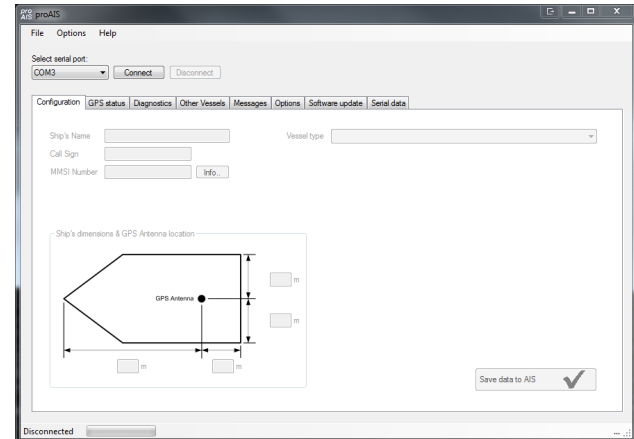 pro
AIS proAIS
File Options Help
Select serial port:
COM3 Connect Disconnect
Configuration GPS status Diagnostics Other Vessels Messages Options Software update Serial data
Ship's Name Vessel type
Call Sign
MMSI Number Info..
Ship's dimensions & GPS Antenna location
m
GPS Antenna
m
m m
Save data to AIS
Disconnected ...